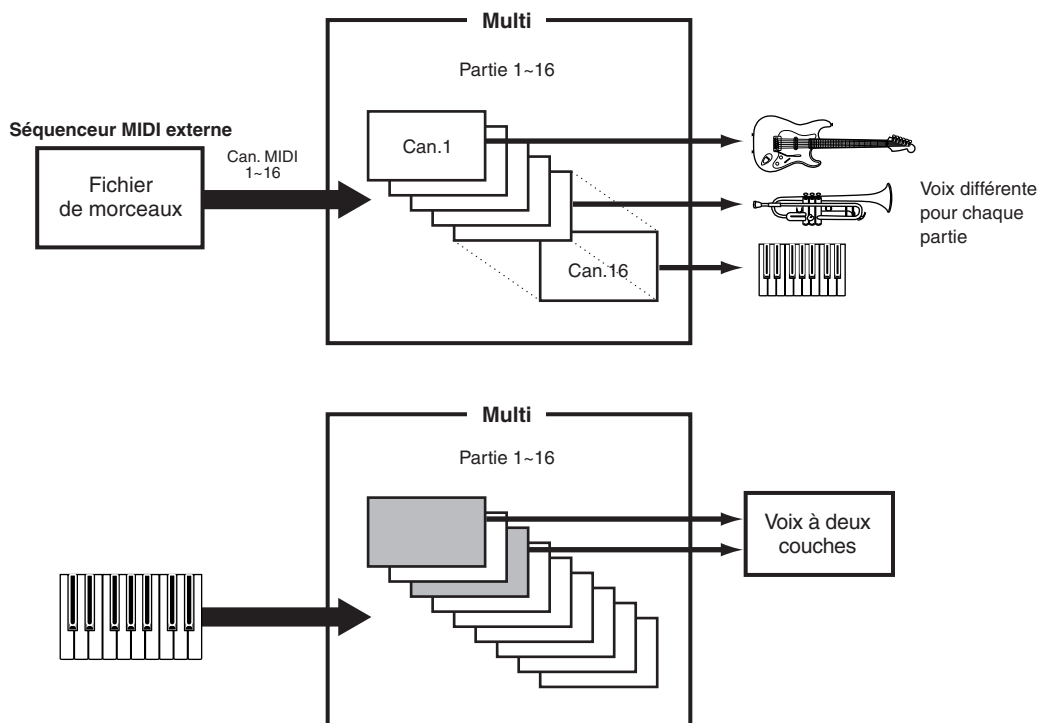 Multi
Partie 1~16
Séquenceur MIDI externe
Fichier
de morceaux
Can. MIDI
1~16
Can.1
Can.16
Voix différente
pour chaque
partie
Multi
Partie 1~16
Voix à deux
couches